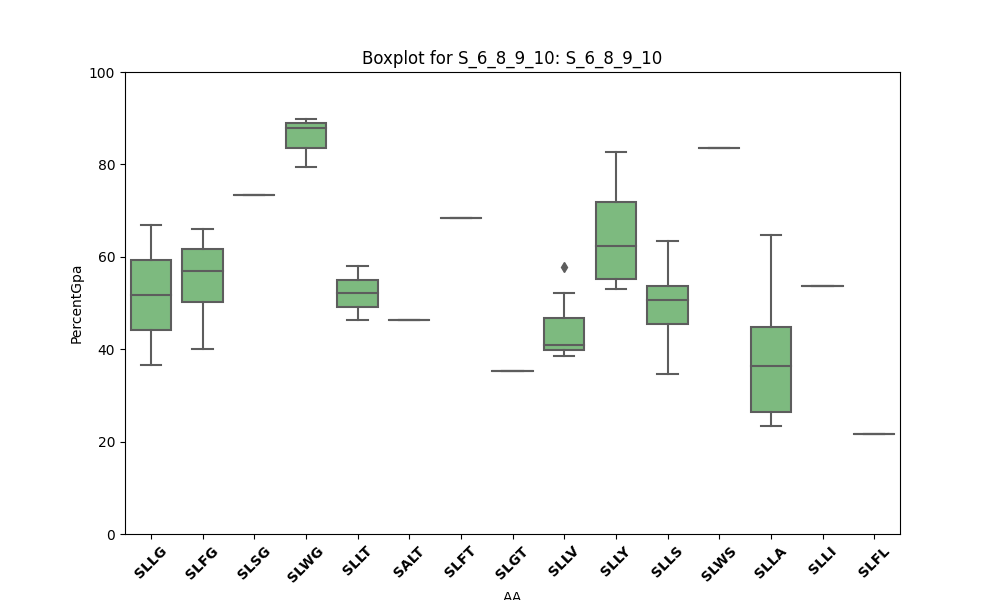 Boxplot for S_6_8_9_10: S_6_8_9_10
100
80
60
40
20
0
PercentGpa
SLLG
SLFG
SLSG
SLWG
SLLT
SALT
SLFT
SLGT
SLLV
SLLY
SLLS
SLWS
SLLA
SLLI
SLFL
AA